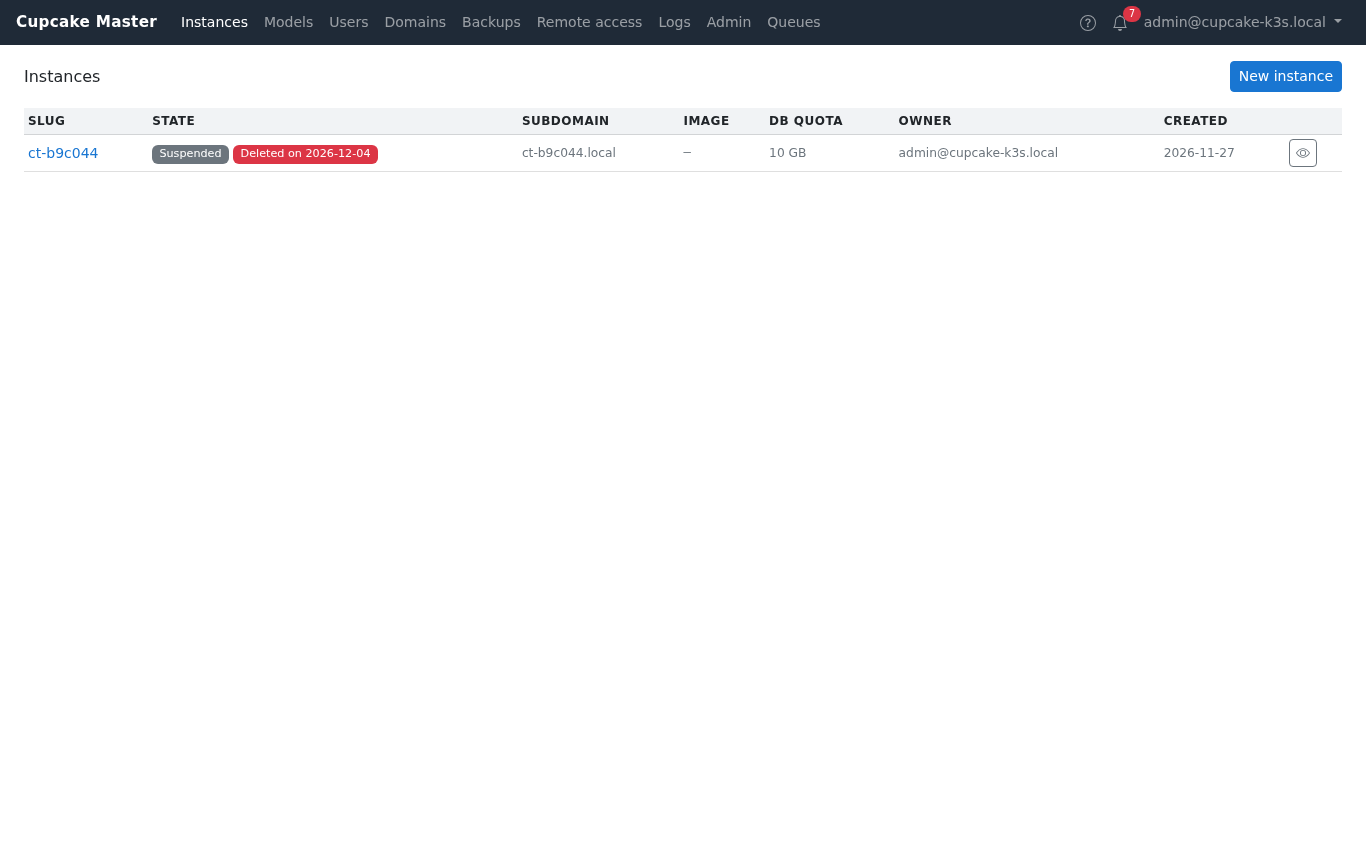 Cupcake Master Instances Models Users Domains Backups Remote access Logs Admin Queues 7 admin@cupcake-k3s.local
Instances New instance
SLUG STATE SUBDOMAIN IMAGE DB QUOTA OWNER CREATED
ct-b9c044 Suspended Deleted on 2026-12-04 ct-b9c044.local — 10 GB admin@cupcake-k3s.local 2026-11-27